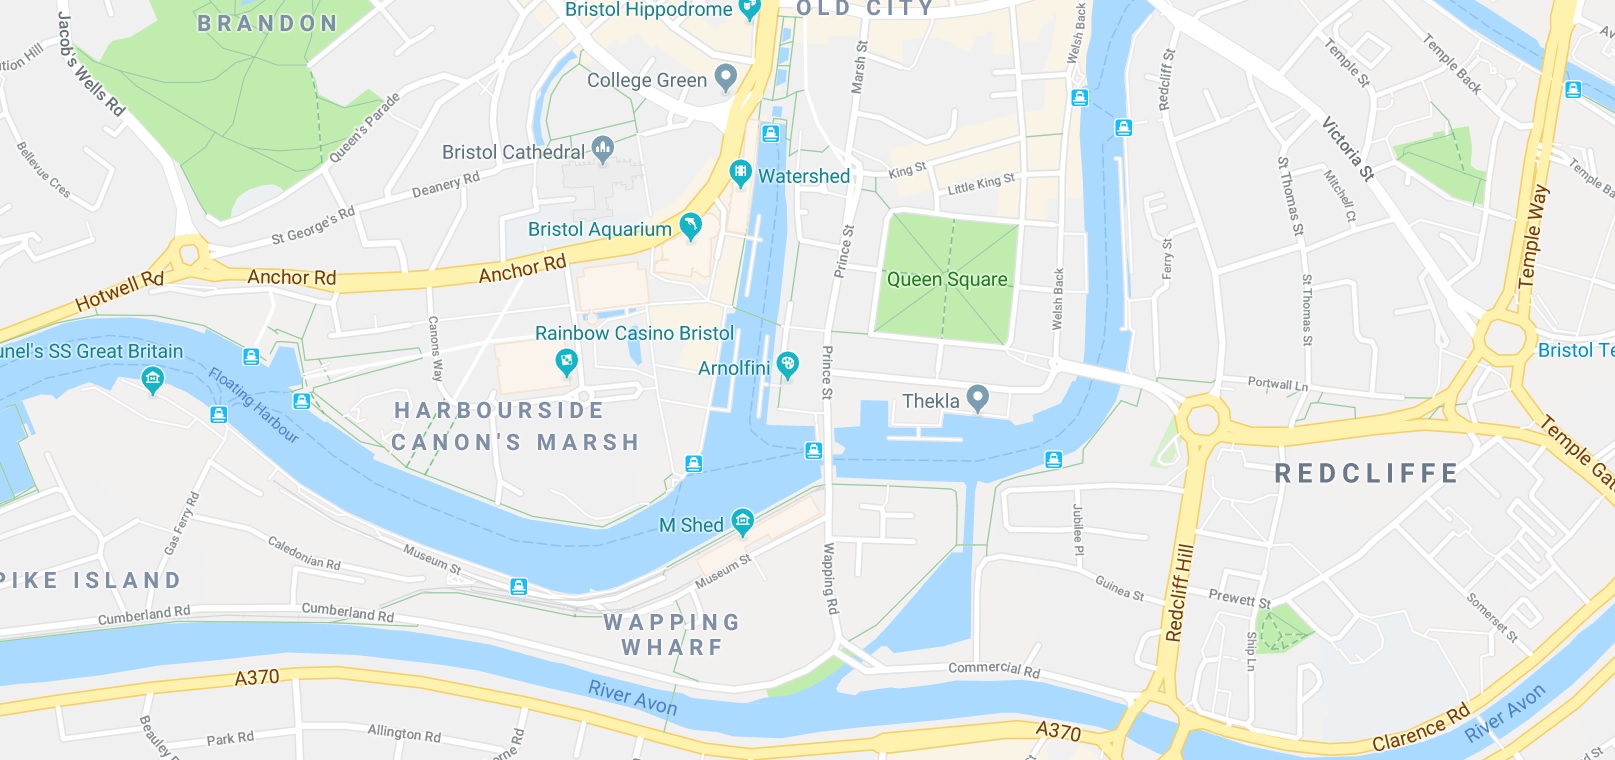 Bristol Hippodrome
OLD CITY
BRANDON
Jacob's Wells Rd
College Green
Marsh St
Welsh Back
Redcliff St
Temple St
Temple Back
Queen's Parade
Bristol Cathedral
Victoria St
Bellevue Cres
Deanery Rd
Watershed
King St
Little King St
St Thomas St
Mitchell Ct
Temple Way
St George's Rd
Bristol Aquarium
Prince St
Ferry St
Anchor Rd
Anchor Rd
Hotwell Rd
Queen Square
Welsh Back
St Thomas St
Temple Way
Rainbow Casino Bristol
Canons Way
unel's SS Great Britain
Arnolfini
Prince St
Bristol Te
Portwall Ln
Floating Harbour
Thekla
HARBOURSIDE
CANON'S MARSH
Temple Gate
REDCLIFFE
Gas Ferry Rd
M Shed
Jubilee Pl
Caledonian Rd
Museum St
Museum St
Wapping Rd
Redcliff Hill
PIKE ISLAND
Guinea St
Prewett St
Somerset St
Cumberland Rd
Cumberland Rd
WAPPING
WHARF
Ship Ln
Commercial Rd
A370
River Avon
River Avon
Clarence Rd
A370
Park Rd
Allington Rd